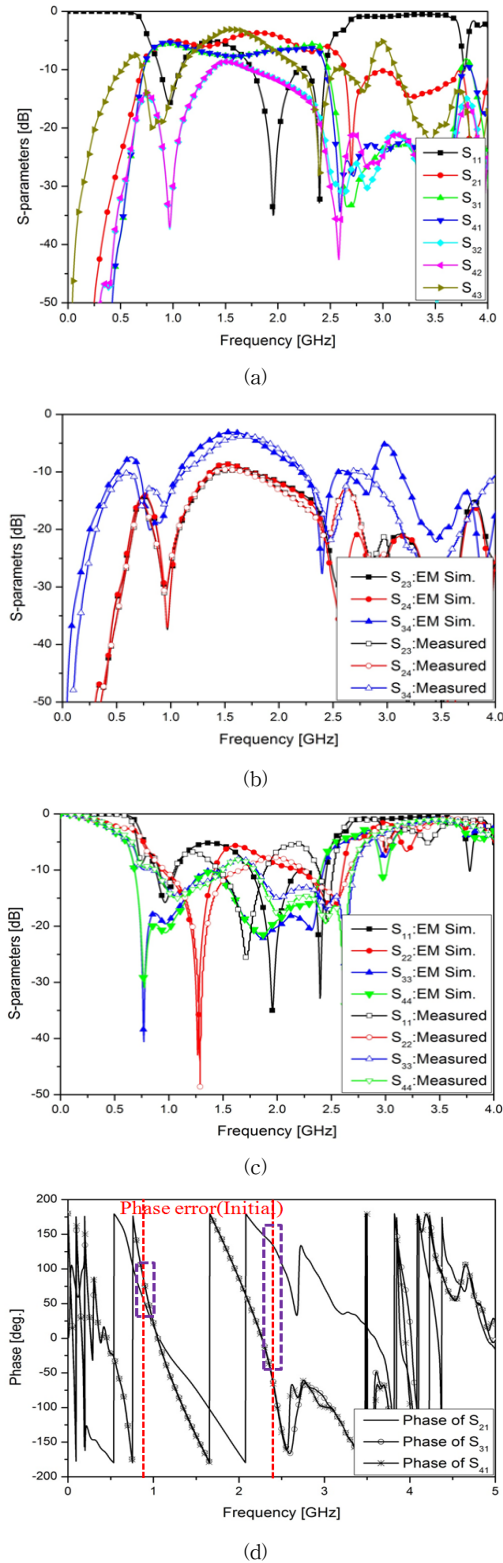 0
-10
-20
-30
-40
-50
S-parameters [dB]
S11
S21
S31
S41
S32
S42
S43
0.0 0.5 1.0 1.5 2.0 2.5 3.0 3.5 4.0
Frequency [GHz]
(a)
0
-10
-20
-30
-40
-50
S-parametrs [dB]
S23:EM Sim.
S24:EM Sim.
S34:EM Sim.
S23:Measured
S24:Measured
S34:Measured
0.0 0.5 1.0 1.5 2.0 2.5 3.0 3.5 4.0
Frequency [GHz]
(b)
0
-10
-20
-30
-40
-50
S-parameters [dB]
S11:EM Sim.
S22:EM Sim.
S33:EM Sim.
S44:EM Sim.
S11:Measured
S22:Measured
S33:Measured
S44:Measured
0.0 0.5 1.0 1.5 2.0 2.5 3.0 3.5 4.0
Frequency [GHz]
(c)
200
150
100
50
0
-50
-100
-150
-200
Phase [deg.]
Phase error(Initial)
Phase of S21
Phase of S31
Phase of S41
0 1 2 3 4 5
Frequency [GHz]
(d)